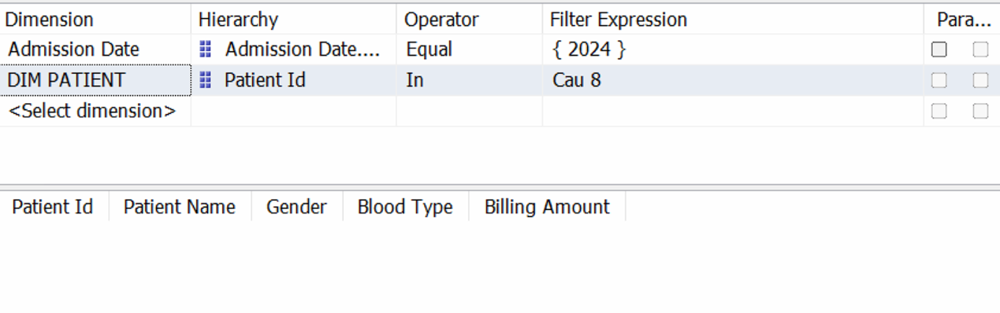 Dimension Hierarchy Operator Filter Expression Para...
Admission Date Admission Date.... Equal { 2024 }
DIM PATIENT Patient Id In Cau 8
<Select dimension>
Patient Id Patient Name Gender Blood Type Billing Amount